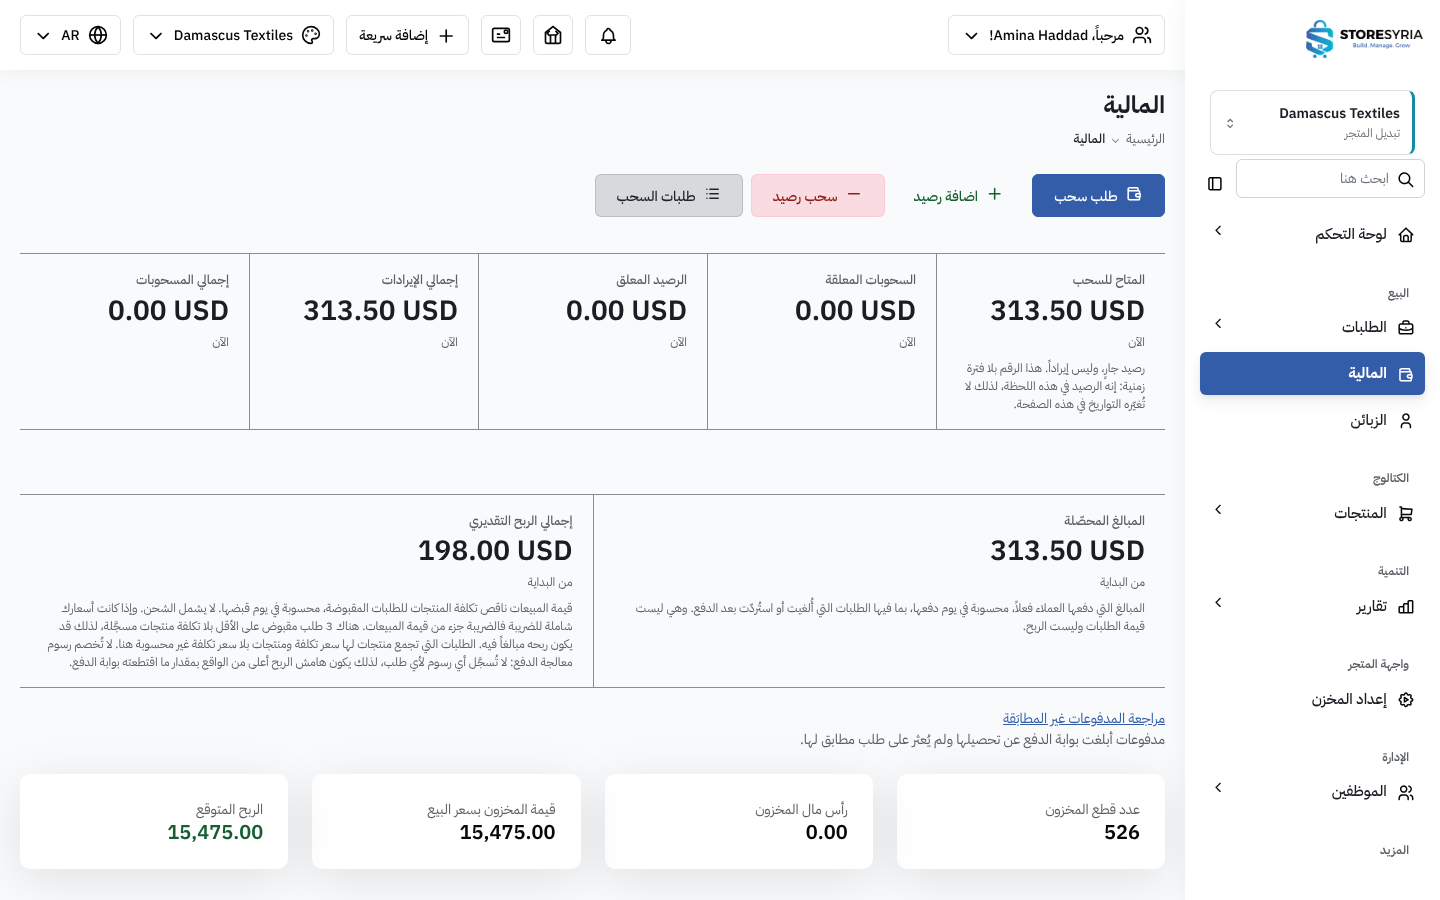 STORESYRIA
Build. Manage. Grow
Damascus Textiles
تبديل المتجر
ابحث هنا
لوحة التحكم
البيع
الطلبات
المالية
الزبائن
الكتالوج
المنتجات
التنمية
تقارير
واجهة المتجر
إعداد المخزن
الإدارة
الموظفين
المزيد
مرحباً، Amina Haddad!
إضافة سريعة
Damascus Textiles
AR
المالية
الرئيسية
المالية
طلب سحب
اضافة رصيد
سحب رصيد
طلبات السحب
المتاح للسحب
313.50 USD
الآن
رصيد جارٍ، وليس إيراداً. هذا الرقم بلا فترة
زمنية: إنه الرصيد في هذه اللحظة، لذلك لا
تُغيّره التواريخ في هذه الصفحة.
السحوبات المعلقة
0.00 USD
الآن
الرصيد المعلق
0.00 USD
الآن
إجمالي الإيرادات
313.50 USD
الآن
إجمالي المسحوبات
0.00 USD
الآن
المبالغ المحصّلة
313.50 USD
من البداية
المبالغ التي دفعها العملاء فعلاً، محسوبة في يوم دفعها، بما فيها الطلبات التي أُلغيت أو استُردّت بعد الدفع. وهي ليست
قيمة الطلبات وليست الربح.
إجمالي الربح التقديري
198.00 USD
من البداية
قيمة المبيعات ناقص تكلفة المنتجات للطلبات المقبوضة، محسوبة في يوم قبضها. لا يشمل الشحن. وإذا كانت أسعارك
شاملة للضريبة فالضريبة جزء من قيمة المبيعات. هناك 3 طلب مقبوض على الأقل بلا تكلفة منتجات مسجَّلة، لذلك قد
يكون ربحه مبالغاً فيه. الطلبات التي تجمع منتجات لها سعر تكلفة ومنتجات بلا سعر تكلفة غير محسوبة هنا. لا تُخصم رسوم
معالجة الدفع: لا تُسجَّل أي رسوم لأي طلب، لذلك يكون هامش الربح أعلى من الواقع بمقدار ما اقتطعته بوابة الدفع.
مراجعة المدفوعات غير المطابَقة
مدفوعات أبلغت بوابة الدفع عن تحصيلها ولم يُعثر على طلب مطابق لها.
عدد قطع المخزون
526
رأس مال المخزون
0.00
قيمة المخزون بسعر البيع
15,475.00
الربح المتوقع
15,475.00